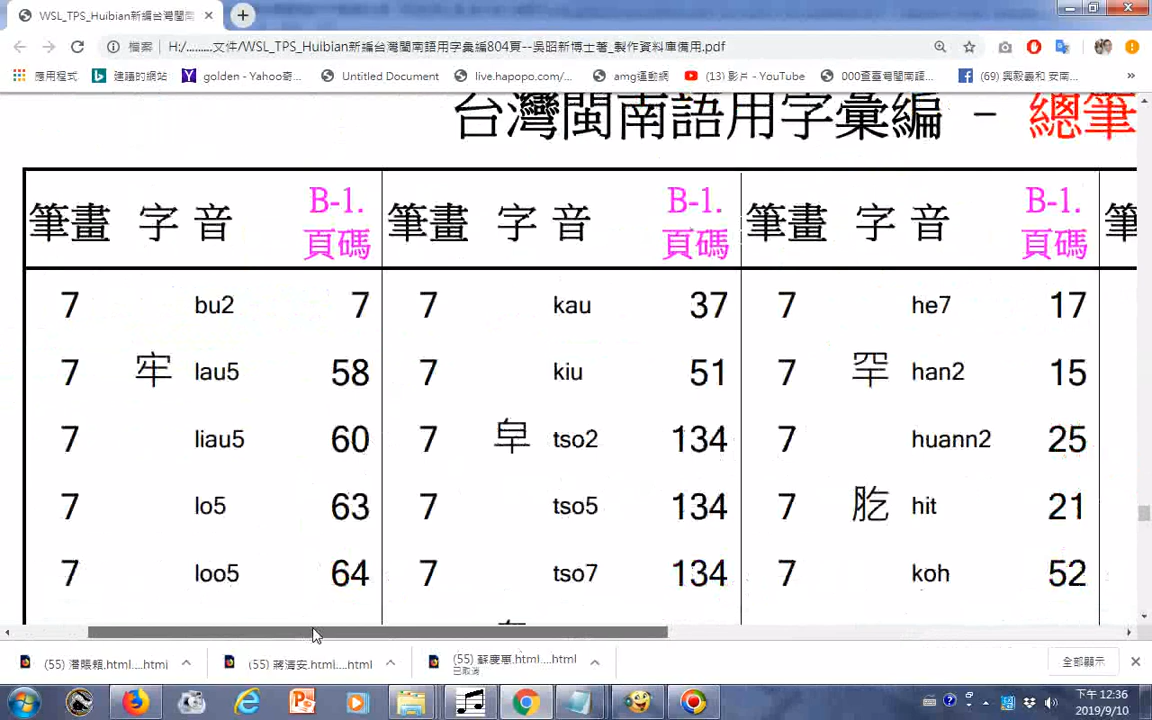 WSL_TPS_Huibian新編台灣閩南
檔案 H:/........文件/WSL_TPS_Huibian新編台灣閩南語用字彙編804頁--吳昭新博士著_製作資料庫備用.pdf
應用程式 建議的網站 golden - Yahoo奇... Untitled Document live.hapopo.com/... amg運動網 (13) 影片 - YouTube 000查臺灣閩南語... (69) 興毅義和 安南... »
台灣閩南語用字彙編 - 總筆
筆畫 字 音 B-1.頁碼 筆畫 字 音 B-1.頁碼 筆畫 字 音 B-1.頁碼 筆
7 bu2 7 7 kau 37 7 he7 17
7 牢 lau5 58 7 kiu 51 7 罕 han2 15
7 liau5 60 7 皁 tso2 134 7 huann2 25
7 lo5 63 7 tso5 134 7 肐 hit 21
7 loo5 64 7 tso7 134 7 koh 52
(55) 潘賬頼.html....html (55) 蔣渭安.html....html (55) 蘇慶軍.html....html 全部顯示
已取消
下午 12:36
2019/9/10